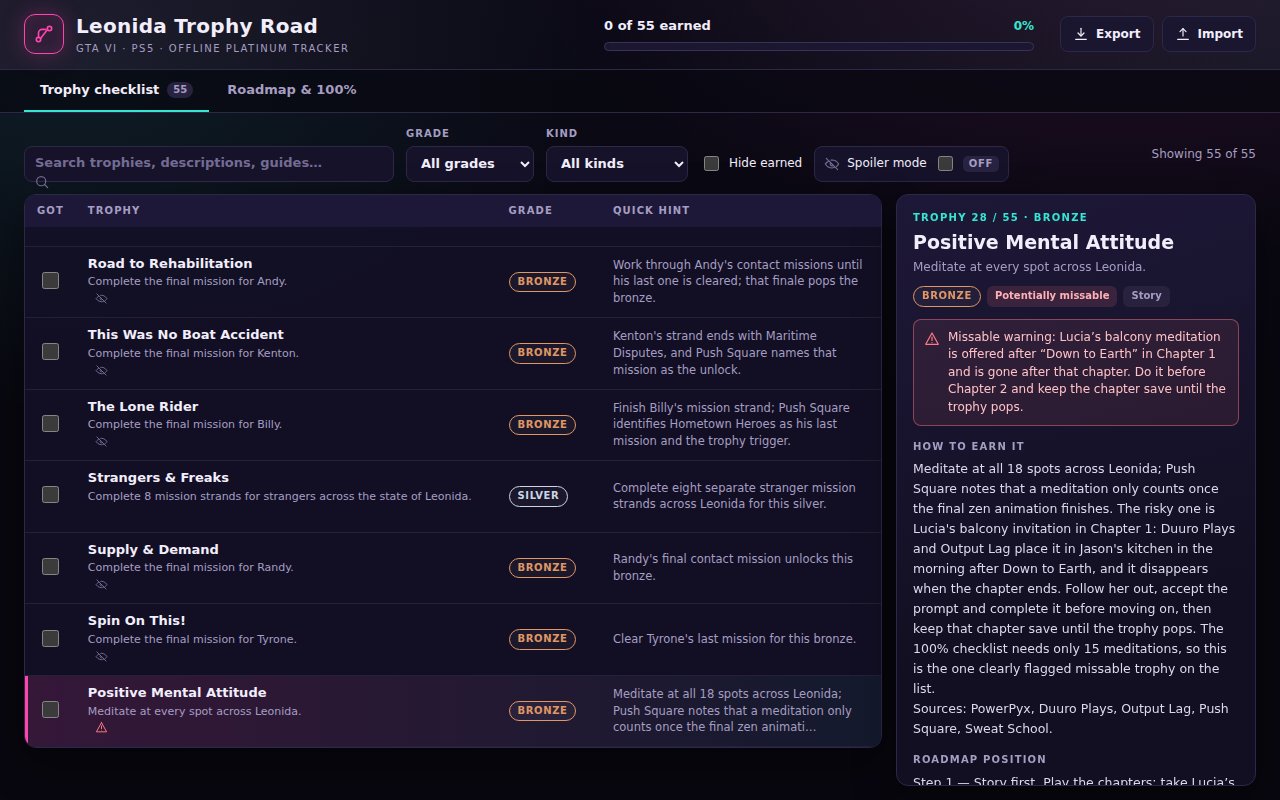 Leonida Trophy Road
GTA VI · PS5 · OFFLINE PLATINUM TRACKER
0 of 55 earned
0%
Export
Import
Trophy checklist 55
Roadmap & 100%
Search trophies, descriptions, guides…
GRADE
All grades
KIND
All kinds
Hide earned
Spoiler mode
OFF
Showing 55 of 55
GOT
TROPHY
GRADE
QUICK HINT
Road to Rehabilitation
Complete the final mission for Andy.
BRONZE
Work through Andy's contact missions until
his last one is cleared; that finale pops the
bronze.
This Was No Boat Accident
Complete the final mission for Kenton.
BRONZE
Kenton's strand ends with Maritime
Disputes, and Push Square names that
mission as the unlock.
The Lone Rider
Complete the final mission for Billy.
BRONZE
Finish Billy's mission strand; Push Square
identifies Hometown Heroes as his last
mission and the trophy trigger.
Strangers & Freaks
Complete 8 mission strands for strangers across the state of Leonida.
SILVER
Complete eight separate stranger mission
strands across Leonida for this silver.
Supply & Demand
Complete the final mission for Randy.
BRONZE
Randy's final contact mission unlocks this
bronze.
Spin On This!
Complete the final mission for Tyrone.
BRONZE
Clear Tyrone's last mission for this bronze.
Positive Mental Attitude
Meditate at every spot across Leonida.
BRONZE
Meditate at all 18 spots across Leonida;
Push Square notes that a meditation only
counts once the final zen animati…
TROPHY 28 / 55 · BRONZE
Positive Mental Attitude
Meditate at every spot across Leonida.
BRONZE
Potentially missable
Story
Missable warning: Lucia’s balcony meditation
is offered after “Down to Earth” in Chapter 1
and is gone after that chapter. Do it before
Chapter 2 and keep the chapter save until the
trophy pops.
HOW TO EARN IT
Meditate at all 18 spots across Leonida; Push
Square notes that a meditation only counts once
the final zen animation finishes. The risky one is
Lucia's balcony invitation in Chapter 1: Duuro Plays
and Output Lag place it in Jason's kitchen in the
morning after Down to Earth, and it disappears
when the chapter ends. Follow her out, accept the
prompt and complete it before moving on, then
keep that chapter save until the trophy pops. The
100% checklist needs only 15 meditations, so this
is the one clearly flagged missable trophy on the
list.
Sources: PowerPyx, Duuro Plays, Output Lag, Push
Square, Sweat School.
ROADMAP POSITION
Step 1 — Story first. Play the chapters; take Lucia’s